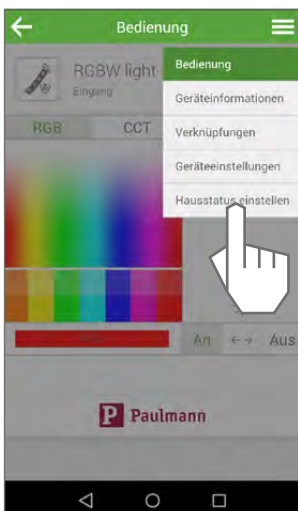 Bedienung
RGBW light
Eingang
Bedienung
Geräteinformationen
Verknüpfungen
Geräteeinstellungen
Hausstatus einstellen
RGB CCT
An ←→ Aus
Paulmann